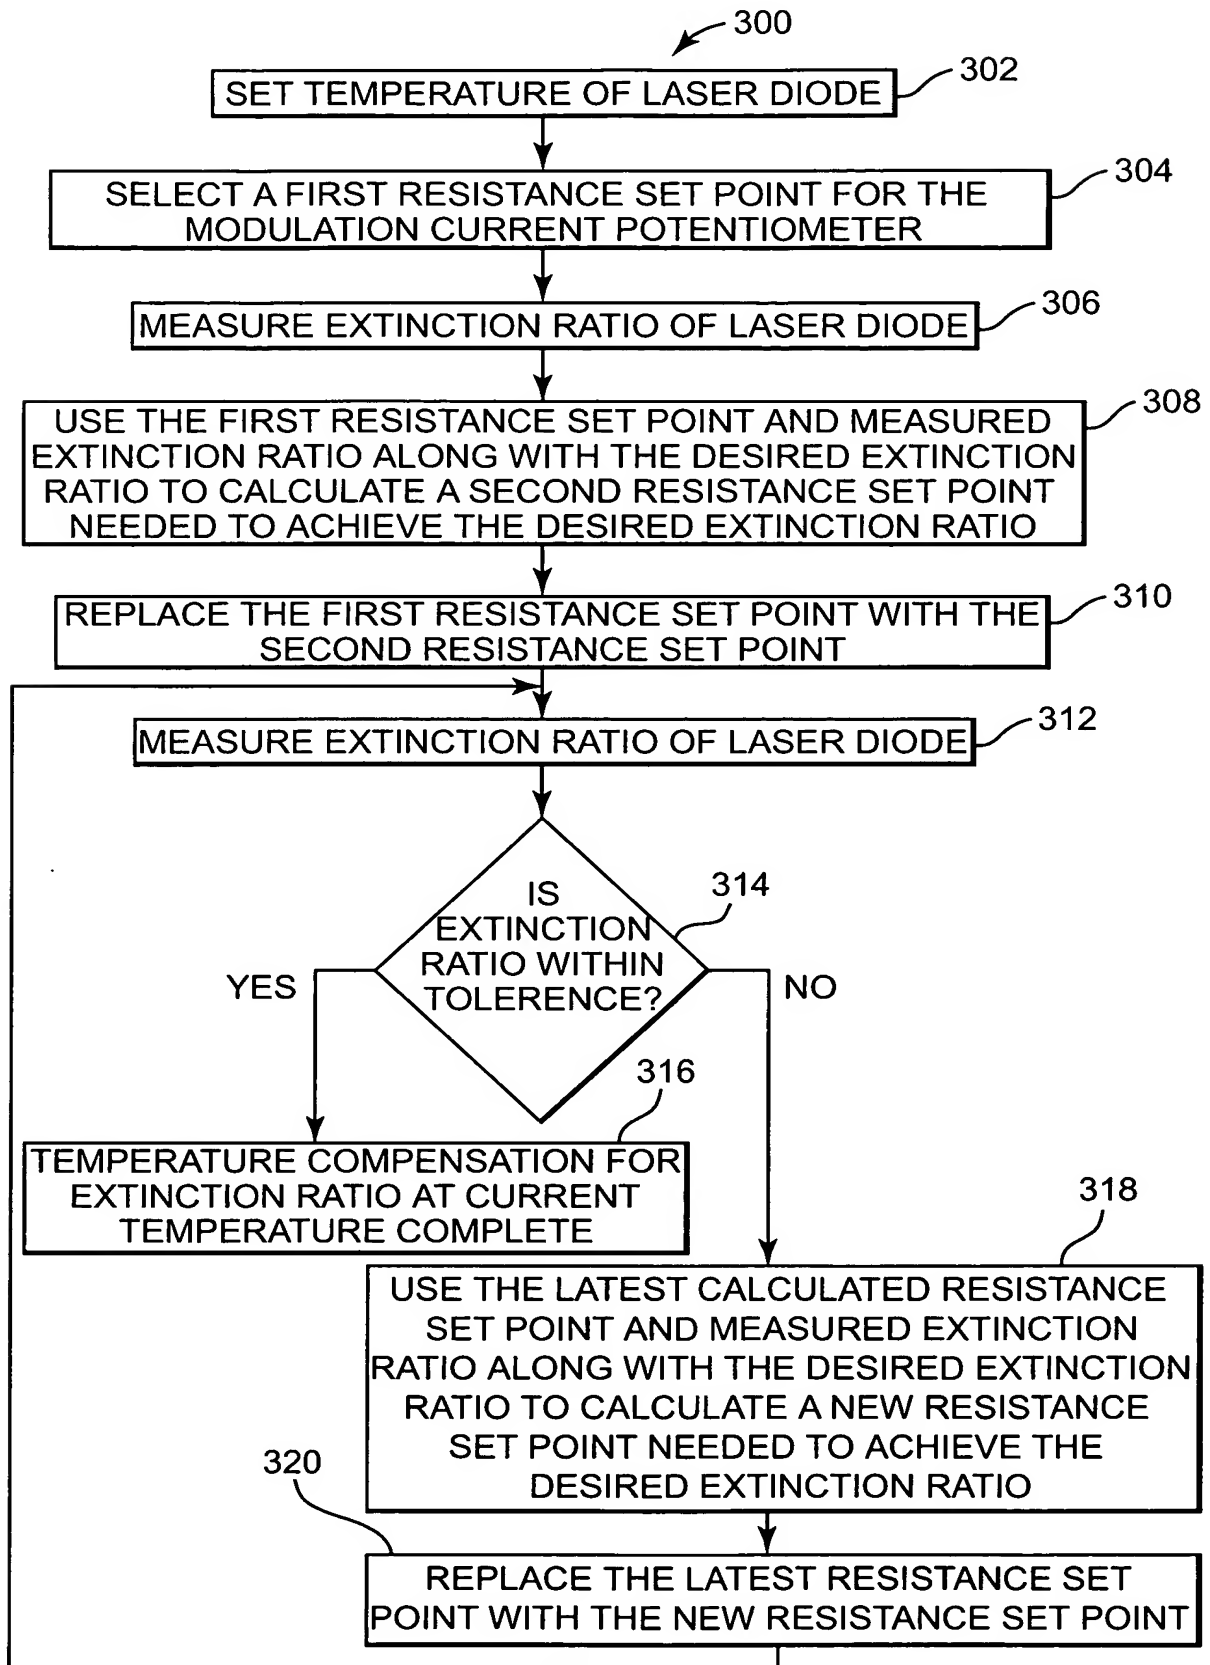 300
SET TEMPERATURE OF LASER DIODE
302
SELECT A FIRST RESISTANCE SET POINT FOR THE
MODULATION CURRENT POTENTIOMETER
304
MEASURE EXTINCTION RATIO OF LASER DIODE
306
USE THE FIRST RESISTANCE SET POINT AND MEASURED
EXTINCTION RATIO ALONG WITH THE DESIRED EXTINCTION
RATIO TO CALCULATE A SECOND RESISTANCE SET POINT
NEEDED TO ACHIEVE THE DESIRED EXTINCTION RATIO
308
REPLACE THE FIRST RESISTANCE SET POINT WITH THE
SECOND RESISTANCE SET POINT
310
MEASURE EXTINCTION RATIO OF LASER DIODE
312
IS
EXTINCTION
RATIO WITHIN
TOLERENCE?
314
YES
NO
316
TEMPERATURE COMPENSATION FOR
EXTINCTION RATIO AT CURRENT
TEMPERATURE COMPLETE
318
USE THE LATEST CALCULATED RESISTANCE
SET POINT AND MEASURED EXTINCTION
RATIO ALONG WITH THE DESIRED EXTINCTION
RATIO TO CALCULATE A NEW RESISTANCE
SET POINT NEEDED TO ACHIEVE THE
DESIRED EXTINCTION RATIO
320
REPLACE THE LATEST RESISTANCE SET
POINT WITH THE NEW RESISTANCE SET POINT